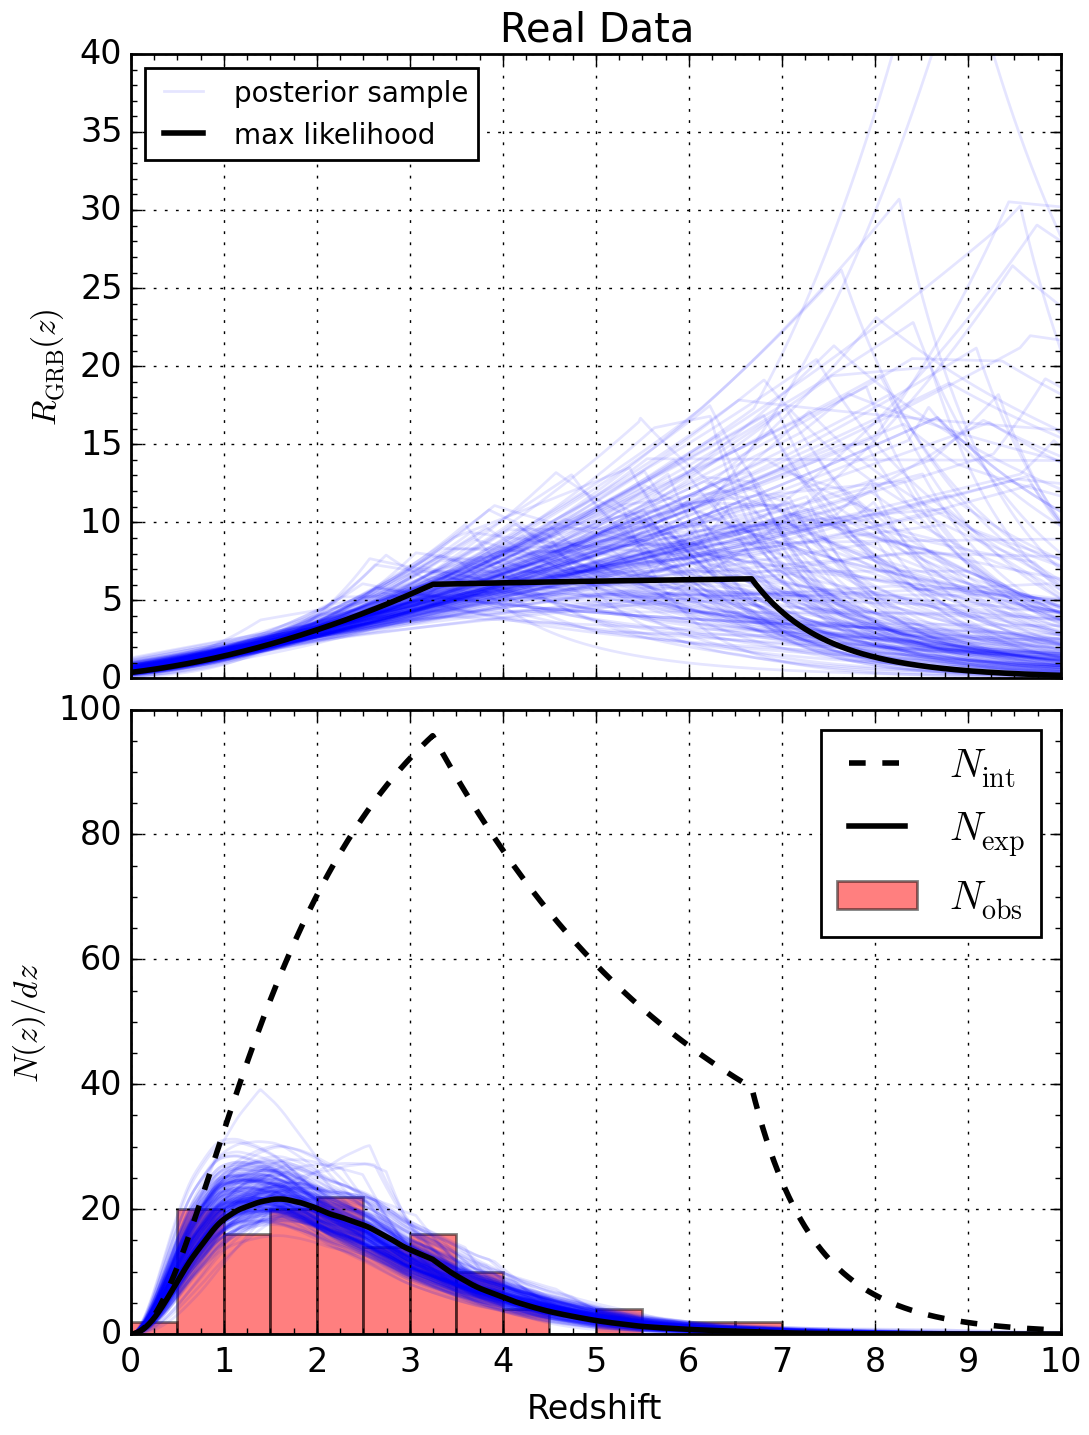 Real Data
40
35
30
25
20
15
10
5
0
R_GRB(z)
posterior sample
max likelihood
100
80
60
40
20
0
N(z)/dz
N_int
N_exp
N_obs
0 1 2 3 4 5 6 7 8 9 10
Redshift